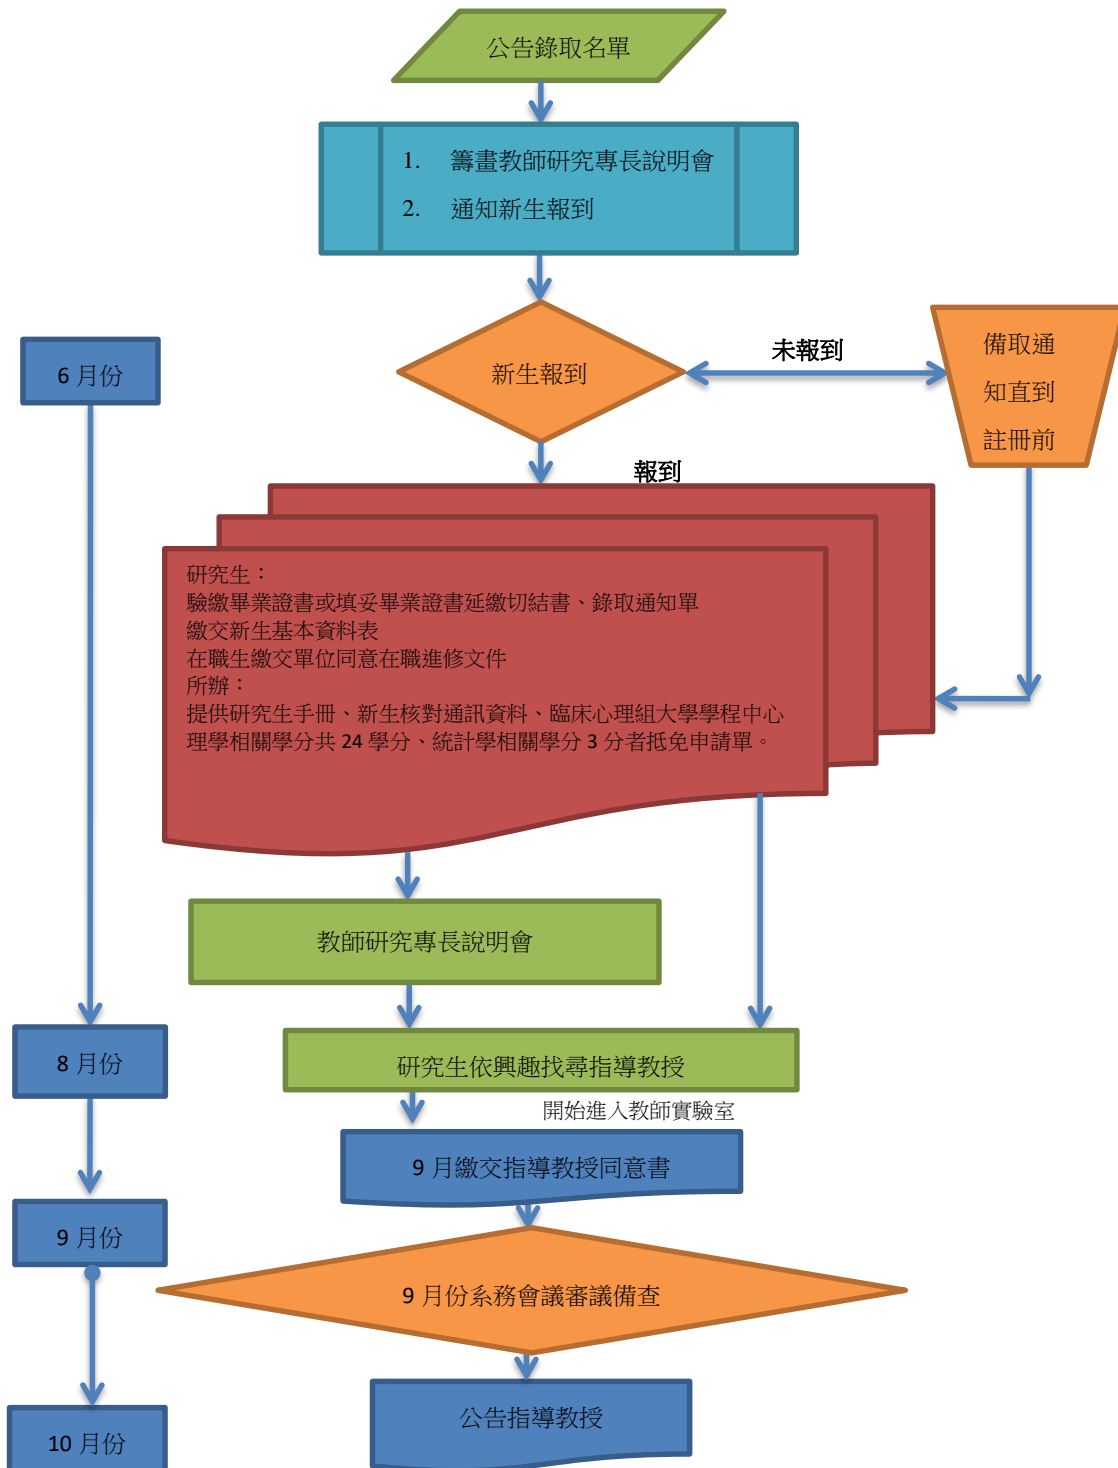 公告錄取名單
1. 籌畫教師研究專長說明會
2. 通知新生報到
6 月份
新生報到
未報到
備取通
知直到
註冊前
報到
研究生：
驗繳畢業證書或填妥畢業證書延繳切結書、錄取通知單
繳交新生基本資料表
在職生繳交單位同意在職進修文件
所辦：
提供研究生手冊、新生核對通訊資料、臨床心理組大學學程中心
理學相關學分共 24 學分、統計學相關學分 3 分者抵免申請單。
教師研究專長說明會
8 月份
研究生依興趣找尋指導教授
開始進入教師實驗室
9 月繳交指導教授同意書
9 月份
9 月份系務會議審議備查
公告指導教授
10 月份